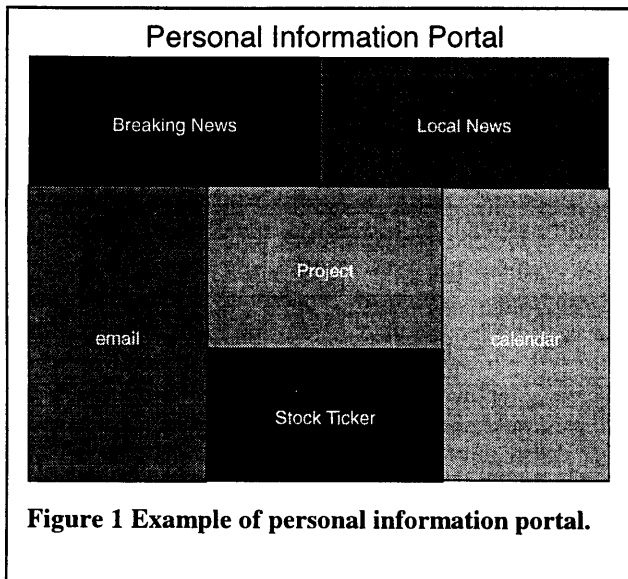 Personal Information Portal
Breaking News
Local News
Project
email
calendar
Stock Ticker
Figure 1 Example of personal information portal.